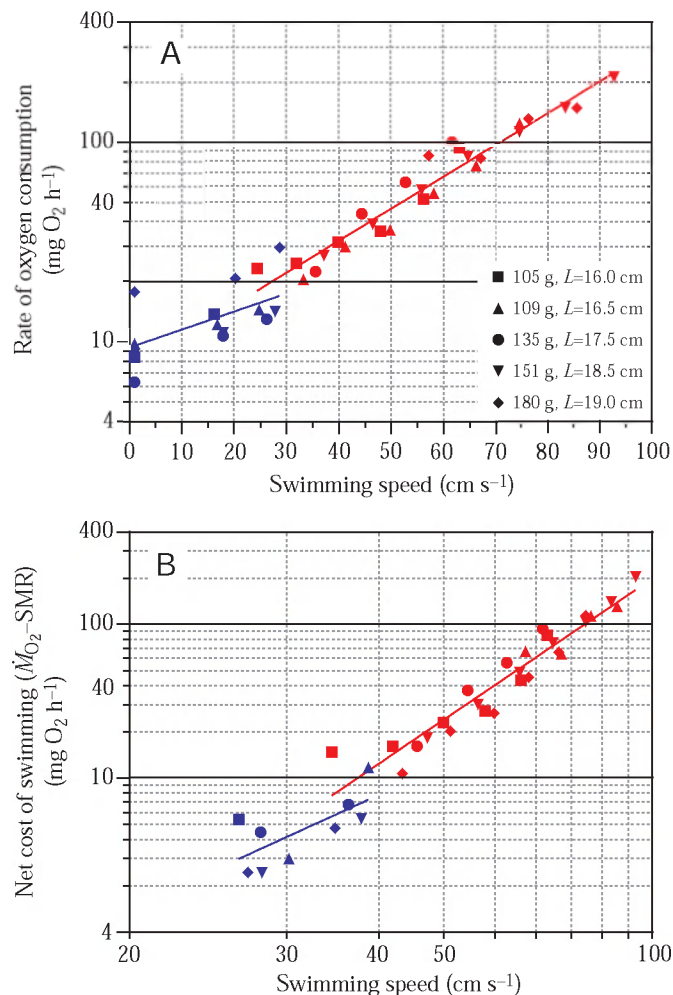 A
400
100
40
10
4
Rate of oxygen consumption
(mg O₂ h⁻¹)
105 g, L=16.0 cm
109 g, L=16.5 cm
135 g, L=17.5 cm
151 g, L=18.5 cm
180 g, L=19.0 cm
0 10 20 30 40 50 60 70 80 90 100
Swimming speed (cm s⁻¹)
B
400
100
40
10
4
Net cost of swimming (ṀO₂–SMR)
(mg O₂ h⁻¹)
20 30 40 50 60 70 80 100
Swimming speed (cm s⁻¹)